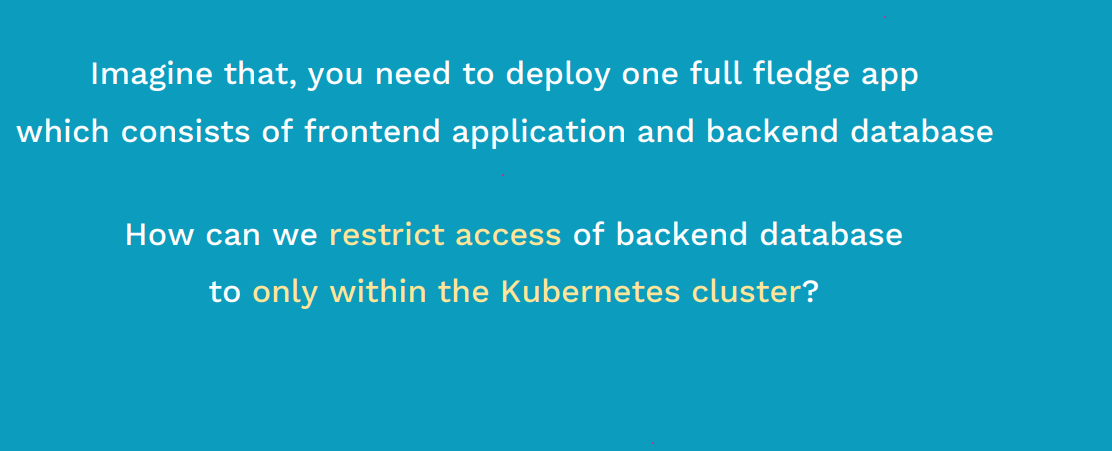 Imagine that, you need to deploy one full fledge app
which consists of frontend application and backend database
How can we restrict access of backend database
to only within the Kubernetes cluster?